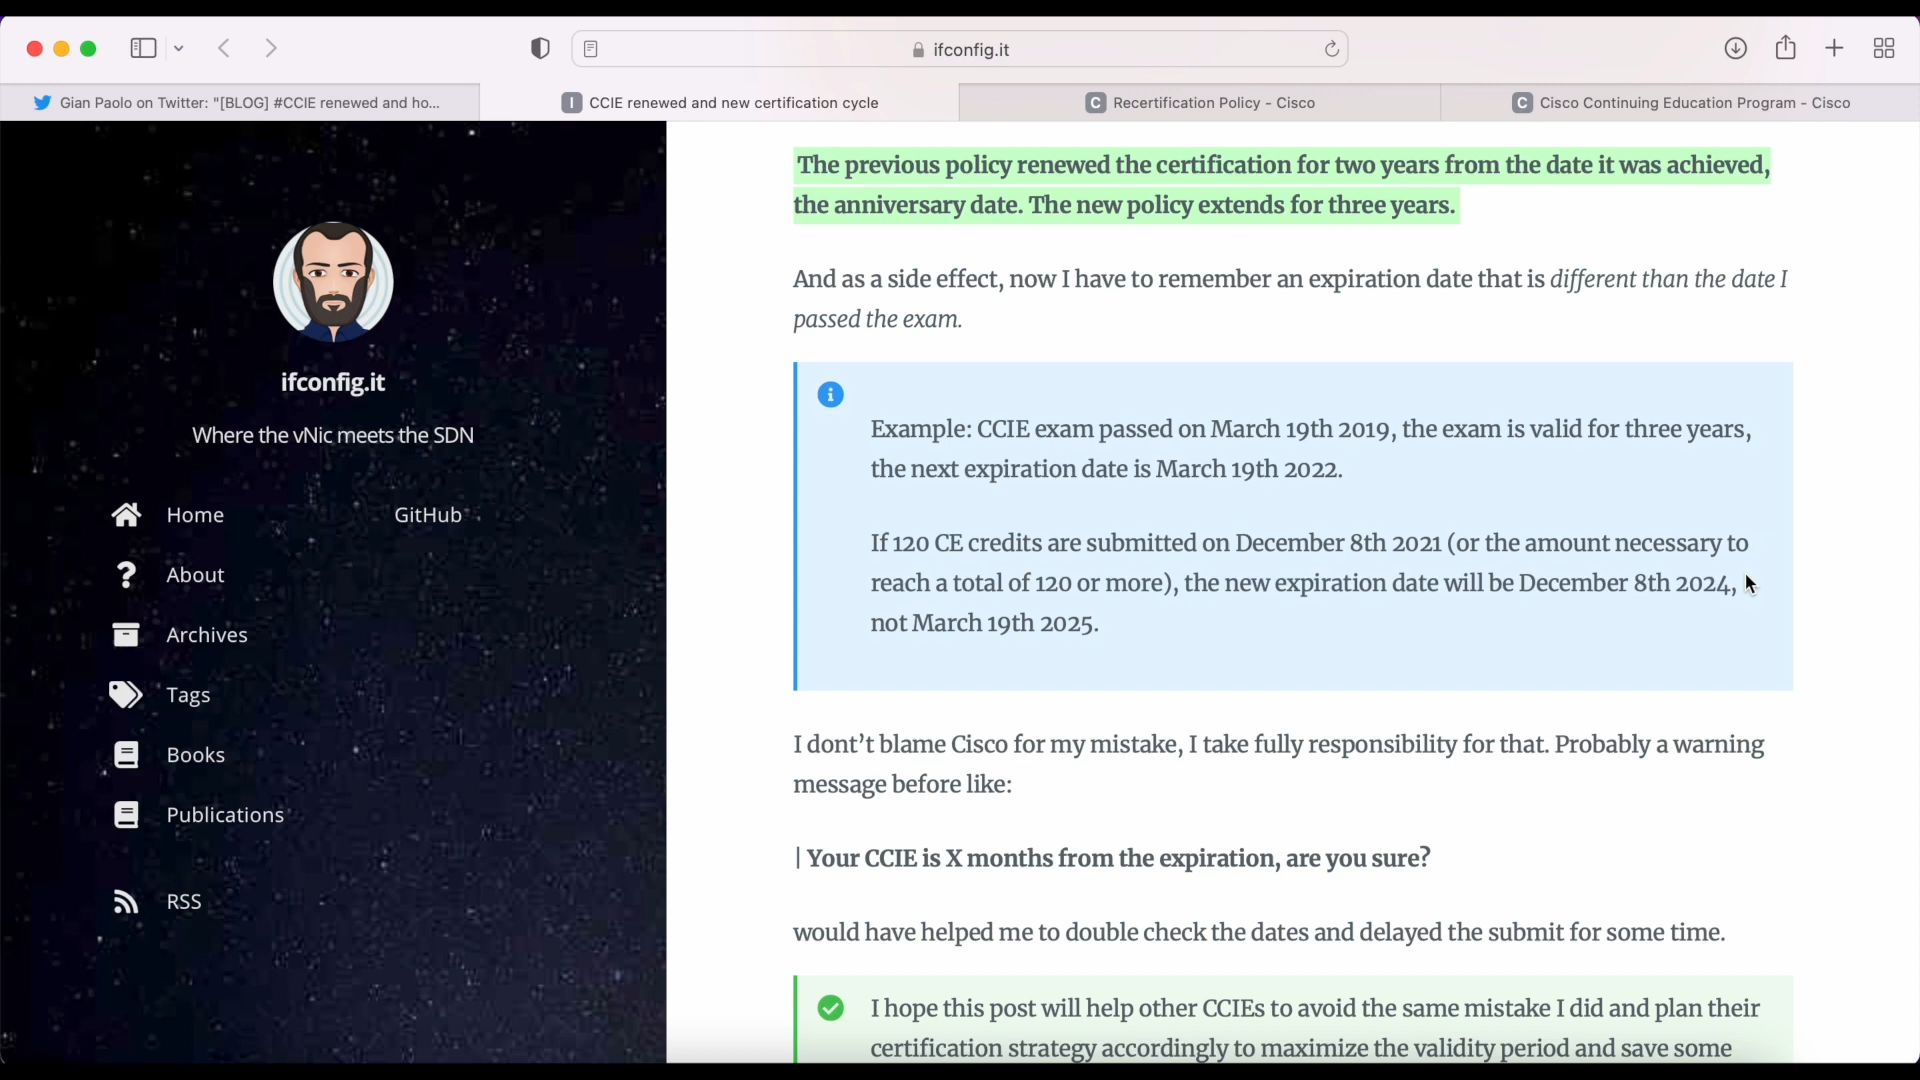 ifconfig.it
Gian Paolo on Twitter: "[BLOG] #CCIE renewed and ho...
I CCIE renewed and new certification cycle
C Recertification Policy - Cisco
C Cisco Continuing Education Program - Cisco
ifconfig.it
Where the vNic meets the SDN
Home
GitHub
About
Archives
Tags
Books
Publications
RSS
The previous policy renewed the certification for two years from the date it was achieved,
the anniversary date. The new policy extends for three years.
And as a side effect, now I have to remember an expiration date that is different than the date I
passed the exam.
Example: CCIE exam passed on March 19th 2019, the exam is valid for three years,
the next expiration date is March 19th 2022.
If 120 CE credits are submitted on December 8th 2021 (or the amount necessary to
reach a total of 120 or more), the new expiration date will be December 8th 2024,
not March 19th 2025.
I dont’t blame Cisco for my mistake, I take fully responsibility for that. Probably a warning
message before like:
| Your CCIE is X months from the expiration, are you sure?
would have helped me to double check the dates and delayed the submit for some time.
I hope this post will help other CCIEs to avoid the same mistake I did and plan their
certification strategy accordingly to maximize the validity period and save some